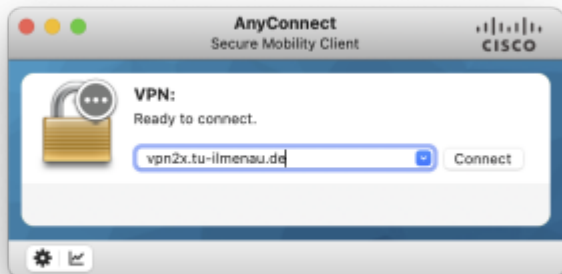 AnyConnect
Secure Mobility Client
CISCO
VPN:
Ready to connect.
vpn2x.tu-ilmenau.de
Connect